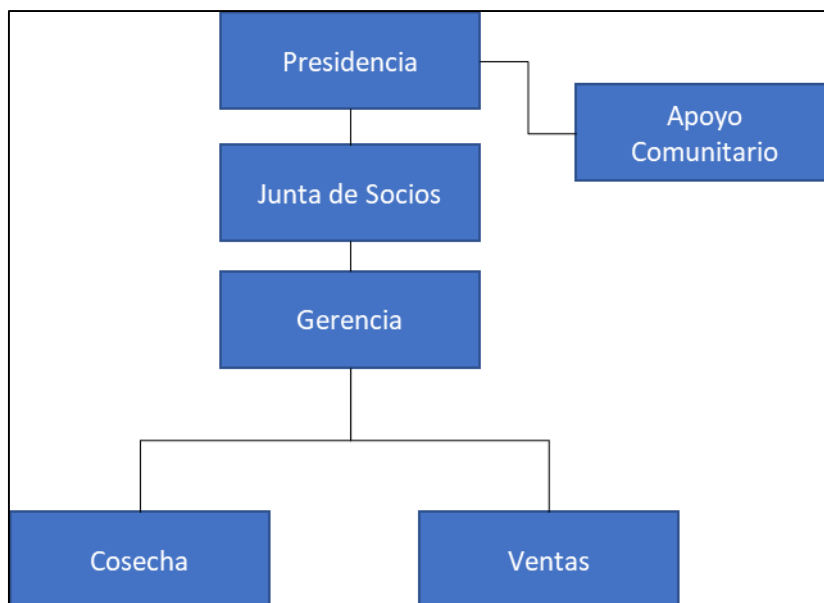 Presidencia
Apoyo
Comunitario
Junta de Socios
Gerencia
Cosecha
Ventas